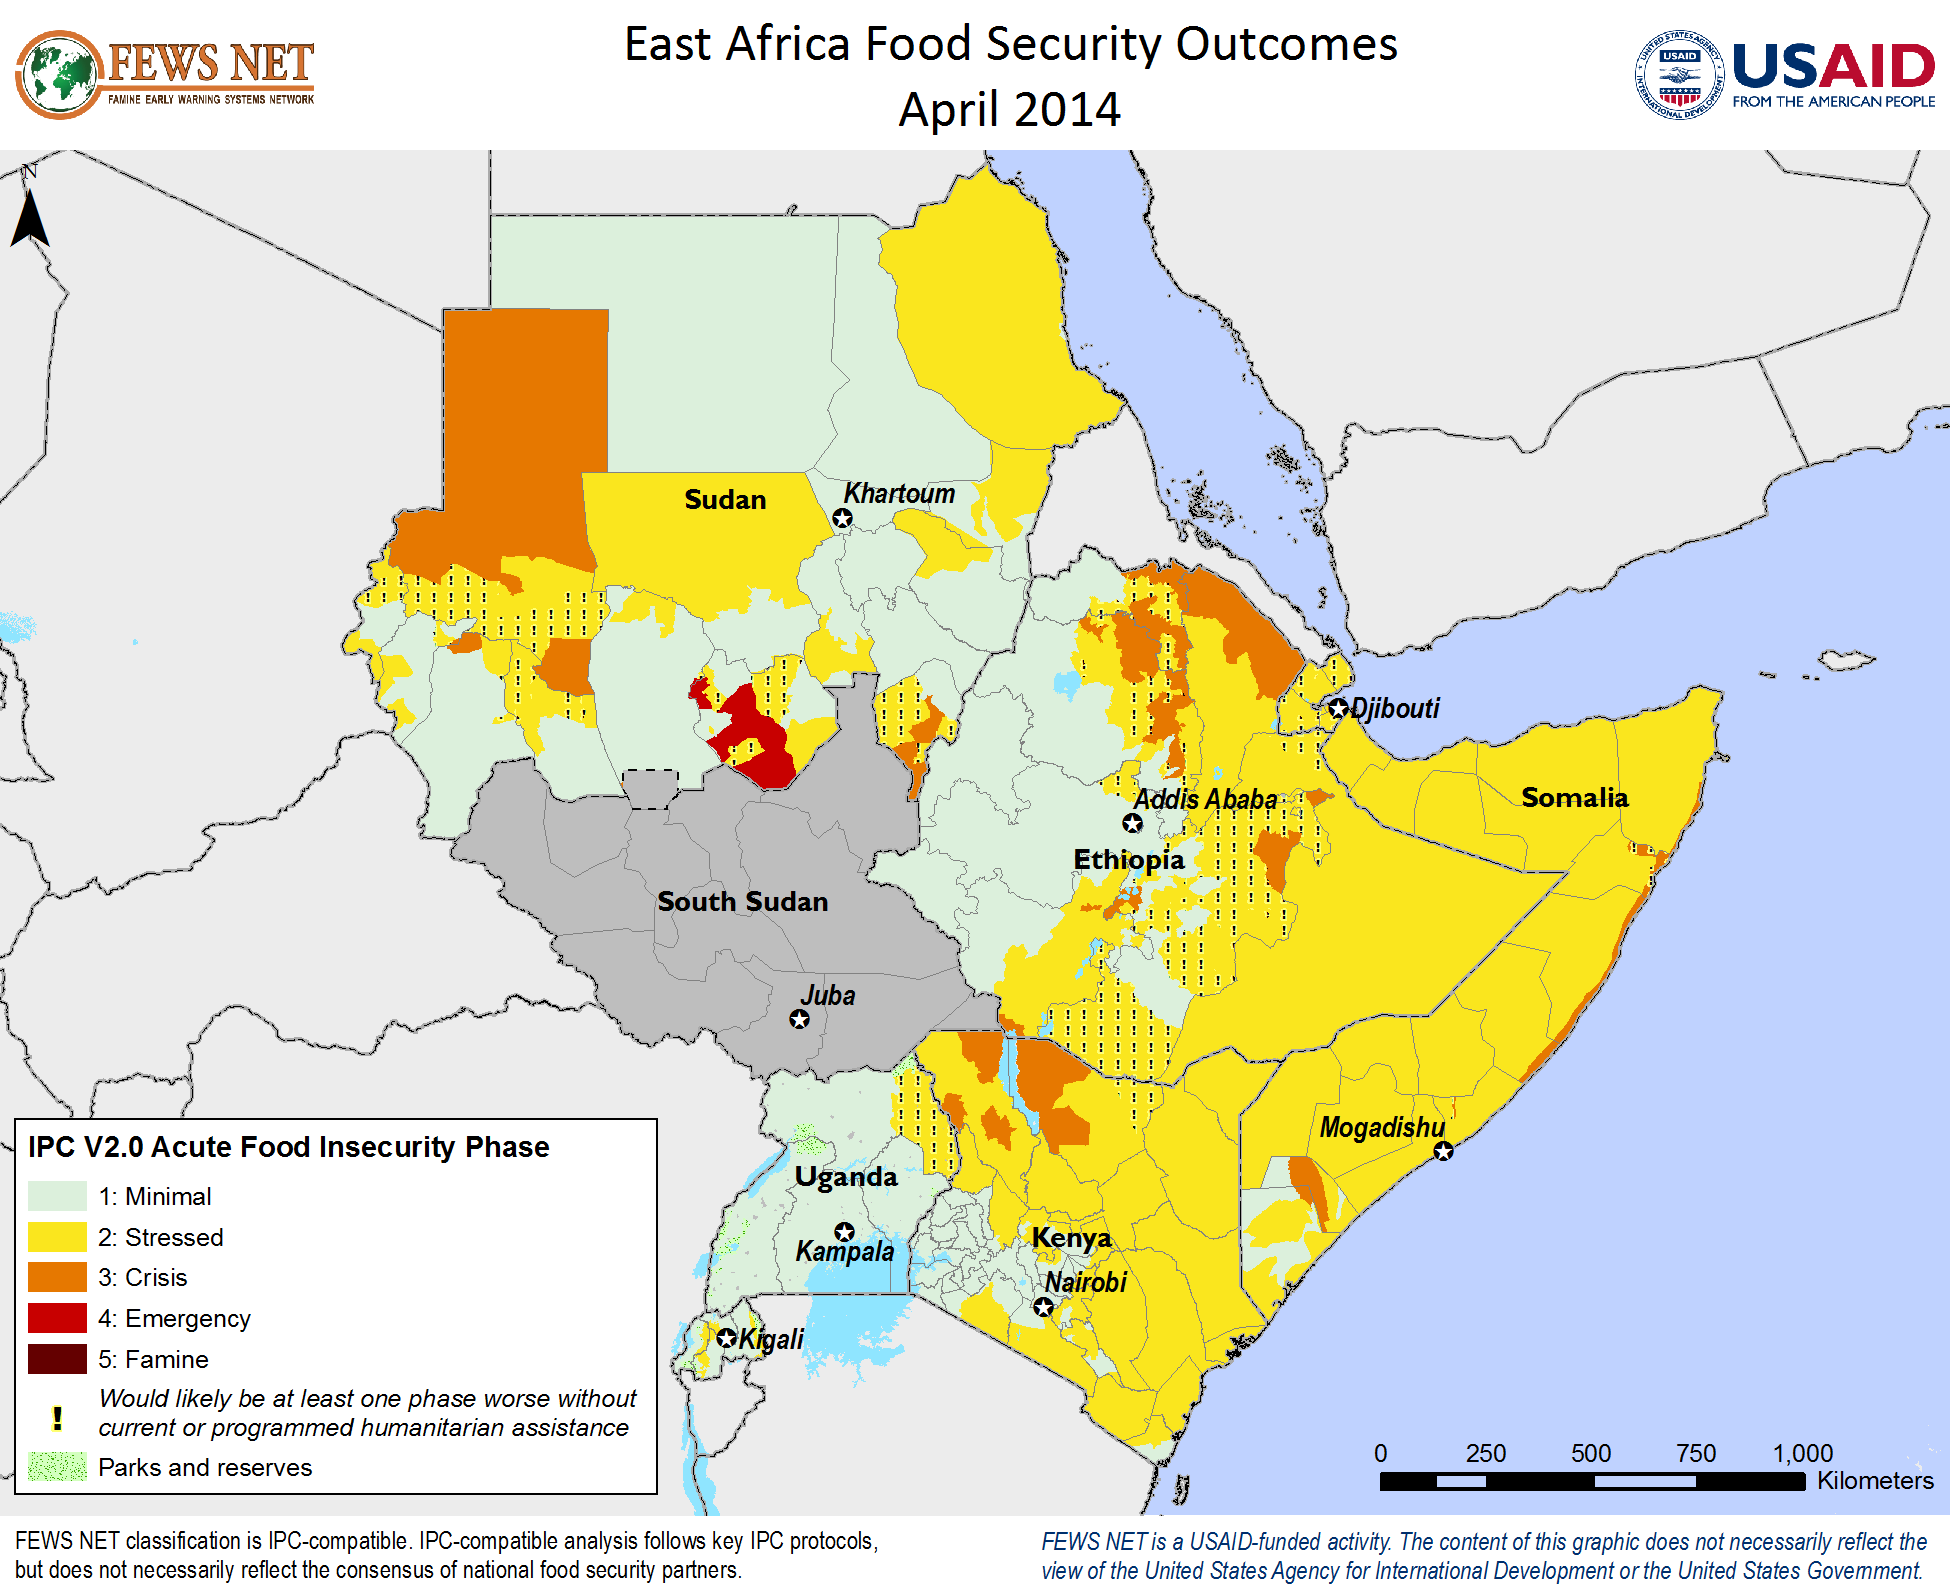 FEWS NET
FAMINE EARLY WARNING SYSTEMS NETWORK
East Africa Food Security Outcomes
April 2014
UNITED STATES AGENCY
USAID
INTERNATIONAL DEVELOPMENT
USAID
FROM THE AMERICAN PEOPLE
N
Sudan
Khartoum
Djibouti
Addis Ababa
Somalia
Ethiopia
South Sudan
Juba
Mogadishu
Uganda
Kampala
Kenya
Nairobi
Kigali
IPC V2.0 Acute Food Insecurity Phase
1: Minimal
2: Stressed
3: Crisis
4: Emergency
5: Famine
! Would likely be at least one phase worse without
current or programmed humanitarian assistance
Parks and reserves
0 250 500 750 1,000
Kilometers
FEWS NET classification is IPC-compatible. IPC-compatible analysis follows key IPC protocols,
but does not necessarily reflect the consensus of national food security partners.
FEWS NET is a USAID-funded activity. The content of this graphic does not necessarily reflect the
view of the United States Agency for International Development or the United States Government.